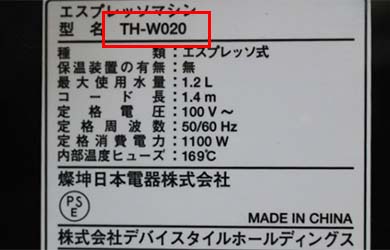 エスプレッソマシン
型名 TH-W020
種類：エスプレッソ式
保温装置の有無：無
最大使用水量：1.2 L
コード長：1.4 m
定格電圧：100 V～
定格周波数：50/60 Hz
定格消費電力：1100 W
内部温度ヒューズ：169℃
燦坤日本電器株式会社
PSE
MADE IN CHINA
株式会社デバイスタイルホールディングス